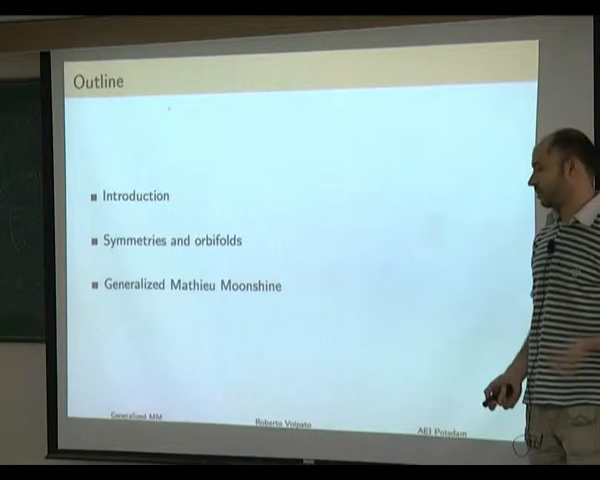 Outline
Introduction
Symmetries and orbifolds
Generalized Mathieu Moonshine
Generalized MM
Roberto Volpato
AEI Potsdam